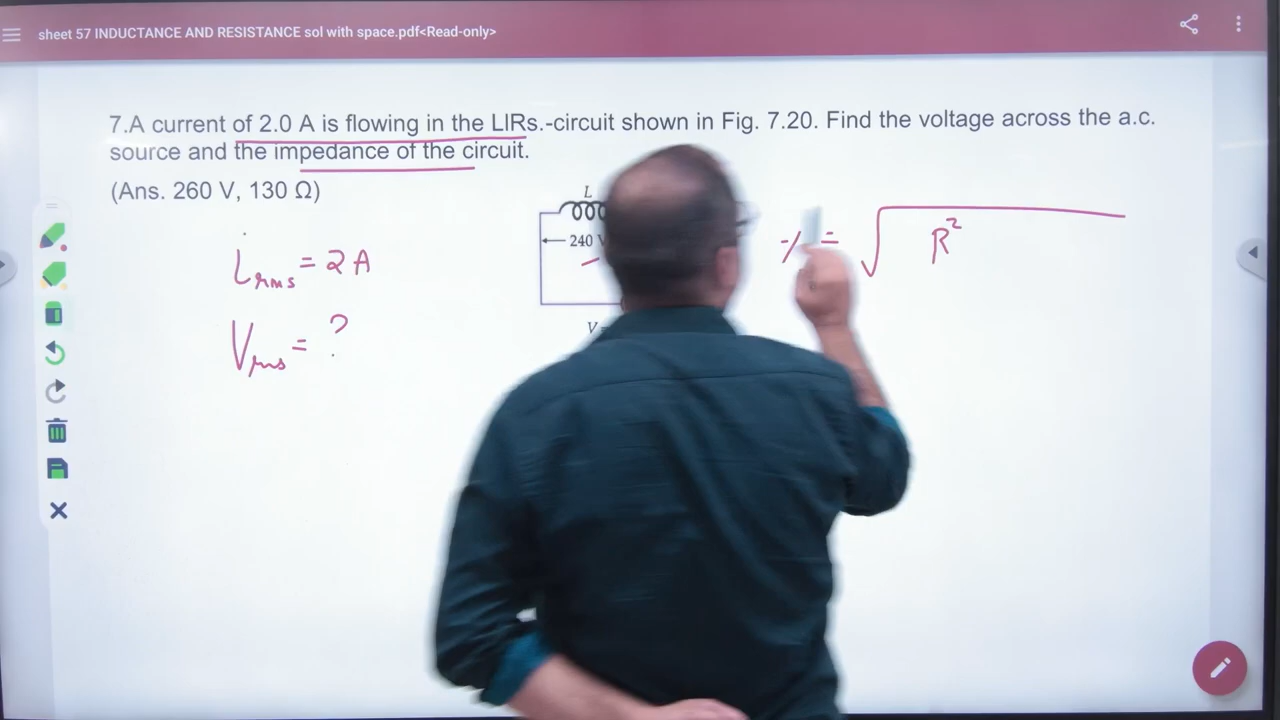 sheet 57 INDUCTANCE AND RESISTANCE sol with space.pdf<Read-only>
7.A current of 2.0 A is flowing in the LIRs.-circuit shown in Fig. 7.20. Find the voltage across the a.c.
source and the impedance of the circuit.
(Ans. 260 V, 130 Ω)
L
240 V
V
i rms = 2 A
V rms = ?
= √ R²